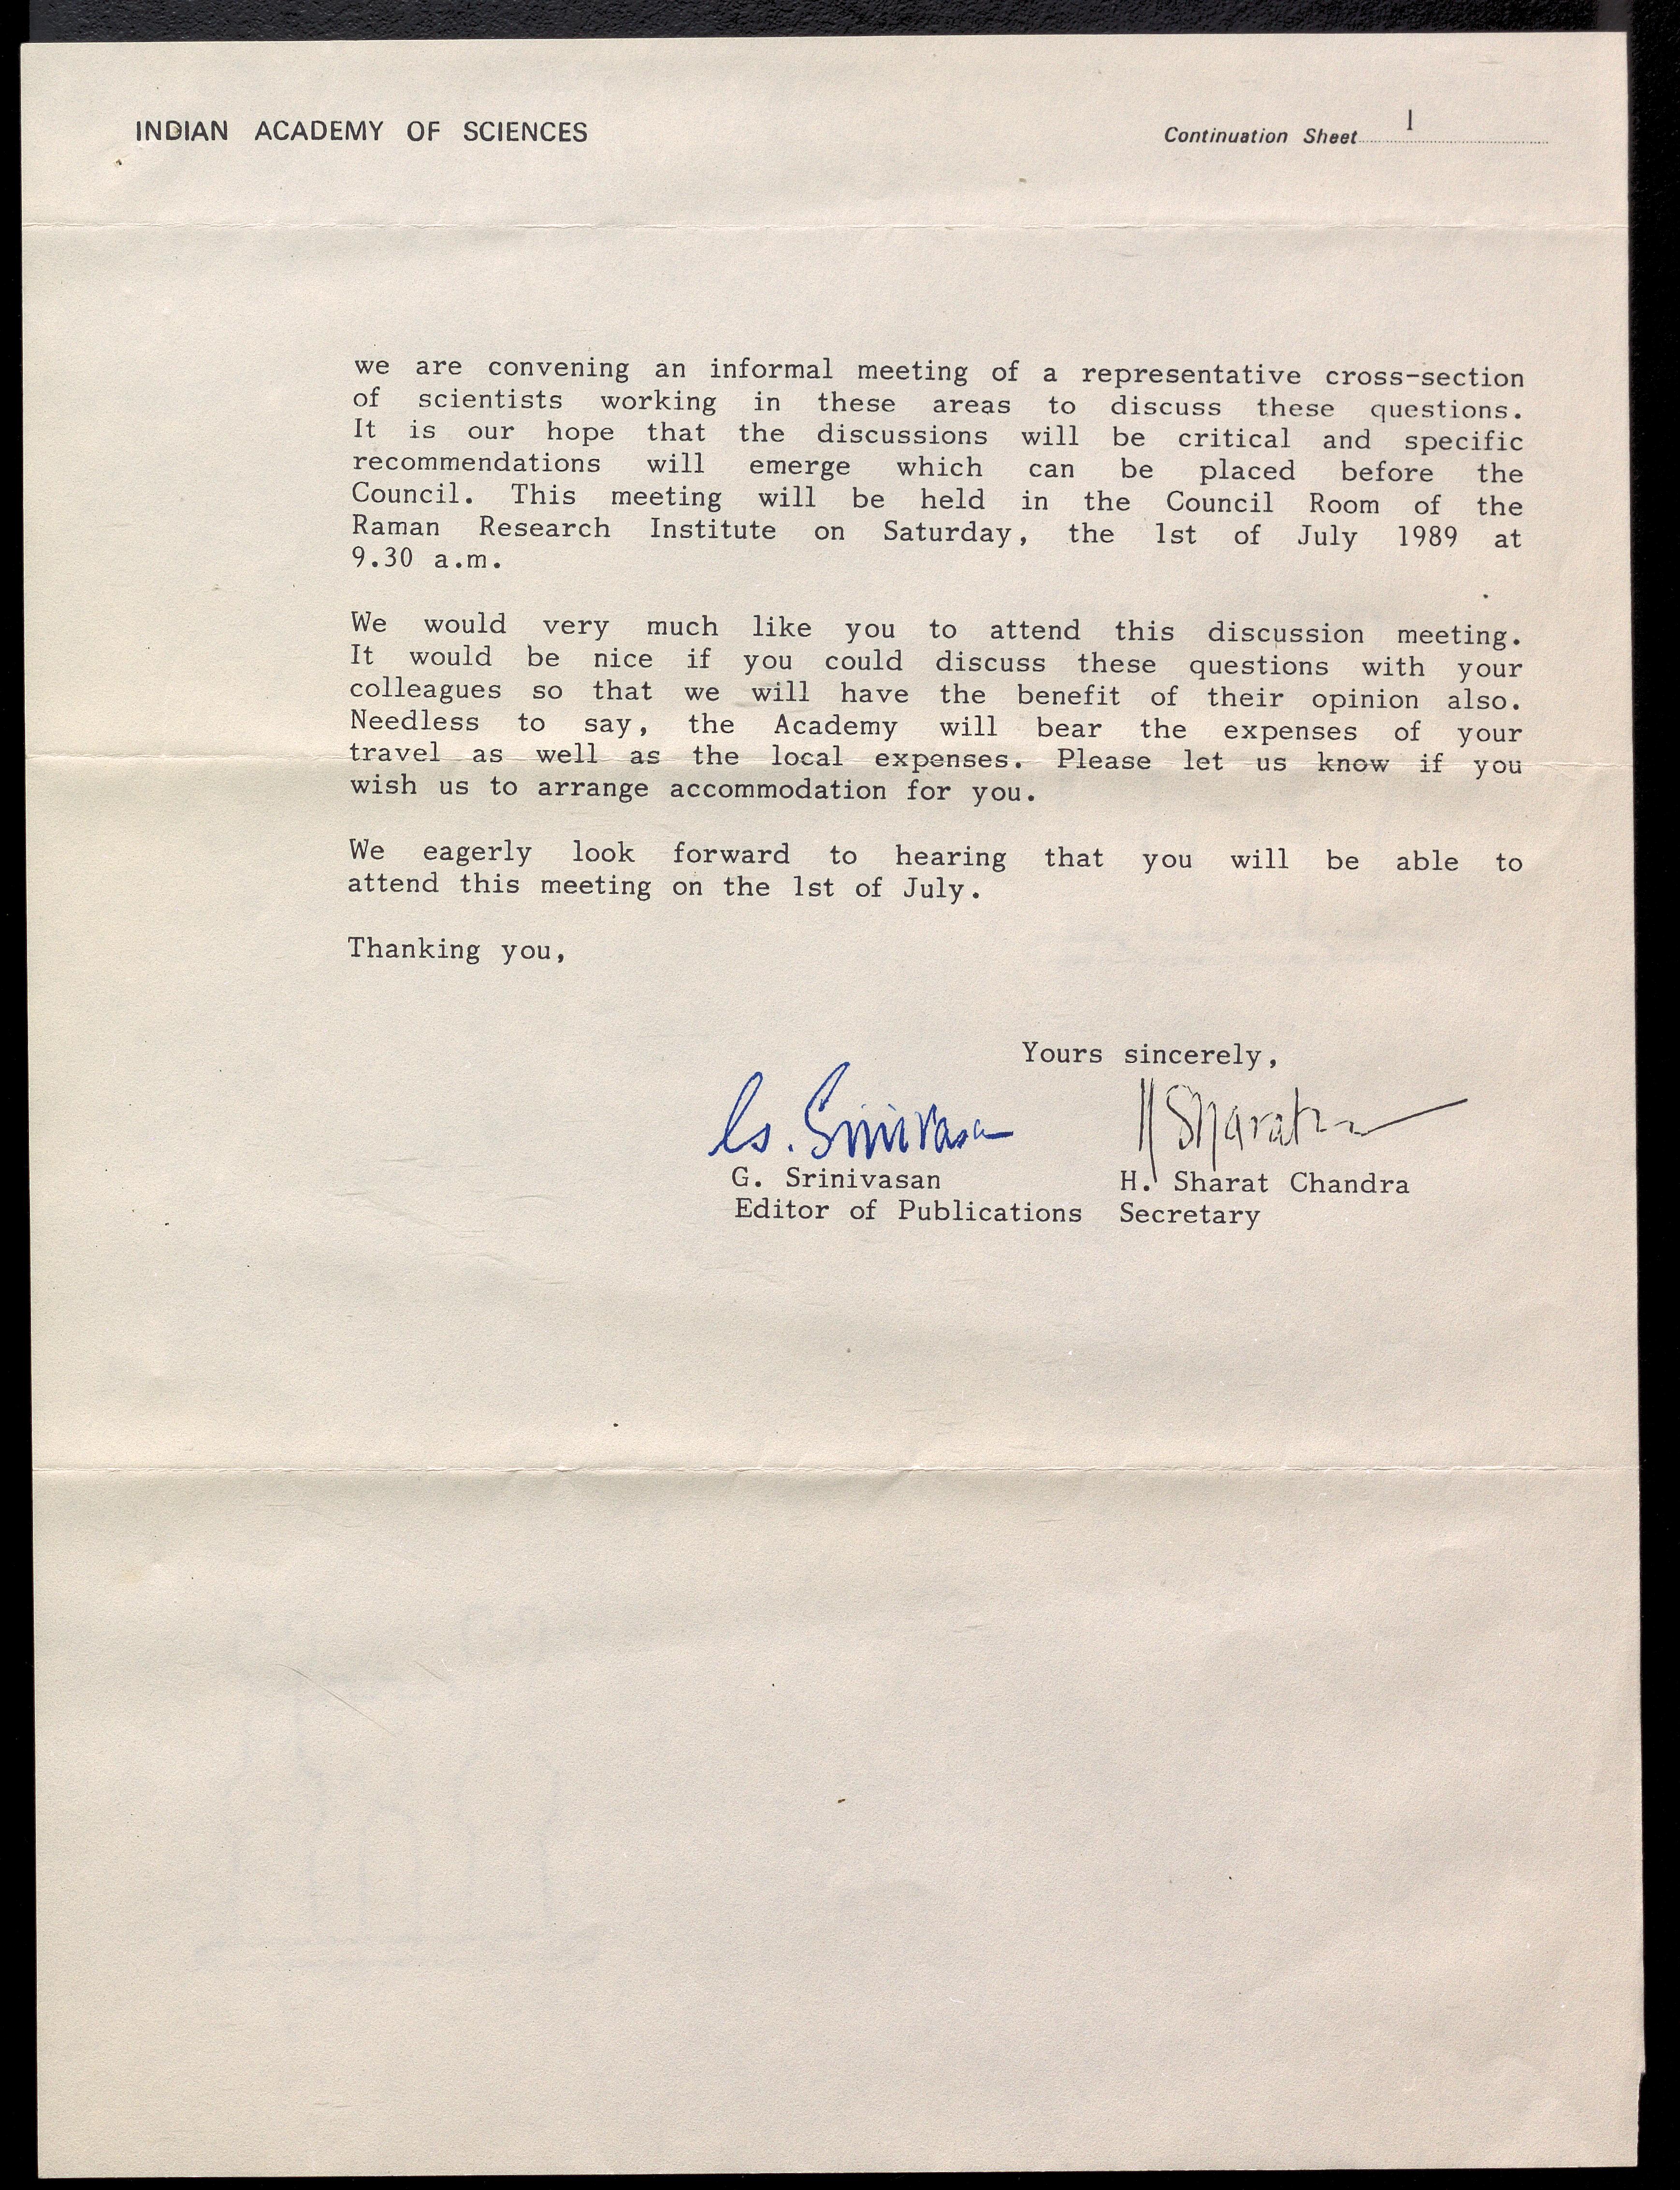 INDIAN ACADEMY OF SCIENCES
Continuation Sheet 1
we are convening an informal meeting of a representative cross-section
of scientists working in these areas to discuss these questions.
It is our hope that the discussions will be critical and specific
recommendations will emerge which can be placed before the
Council. This meeting will be held in the Council Room of the
Raman Research Institute on Saturday, the 1st of July 1989 at
9.30 a.m.
We would very much like you to attend this discussion meeting.
It would be nice if you could discuss these questions with your
colleagues so that we will have the benefit of their opinion also.
Needless to say, the Academy will bear the expenses of your
travel as well as the local expenses. Please let us know if you
wish us to arrange accommodation for you.
We eagerly look forward to hearing that you will be able to
attend this meeting on the 1st of July.
Thanking you,
Yours sincerely,
G. Srinivasan H Sharat
G. Srinivasan H. Sharat Chandra
Editor of Publications Secretary